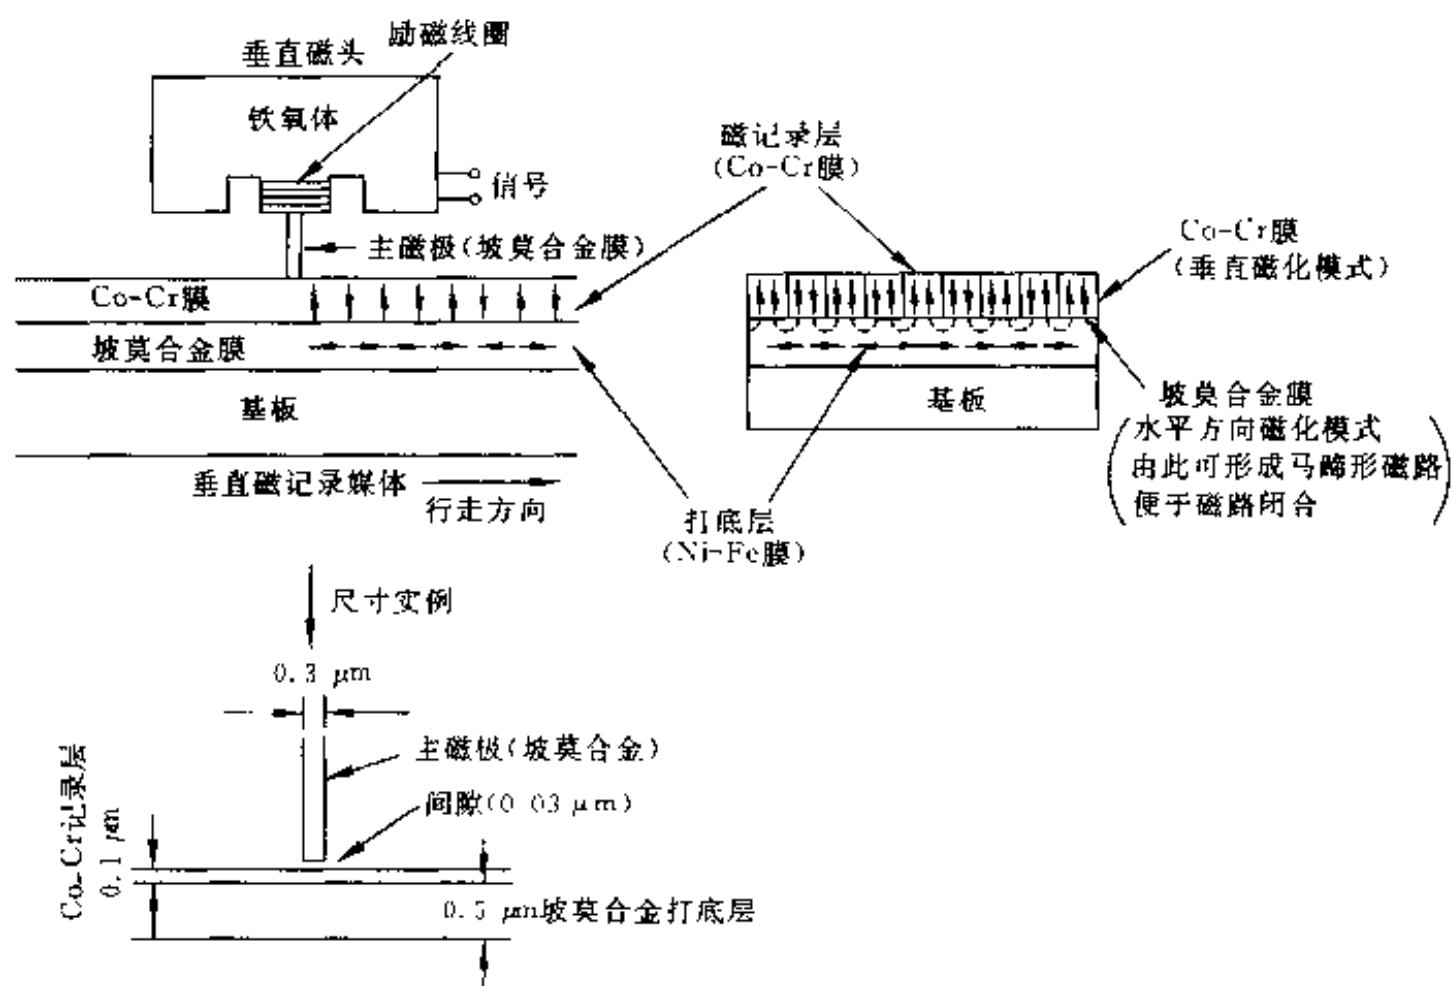 垂直磁头
励磁线圈
铁氧体
信号
主磁极(坡莫合金膜)
Co-Cr膜
坡莫合金膜
基板
垂直磁记录媒体
行走方向
磁记录层
(Co-Cr膜)
打底层
(Ni-Fe膜)
Co-Cr膜
(垂直磁化模式)
基板
坡莫合金膜
(水平方向磁化模式
由此可形成马蹄形磁路
便于磁路闭合)
尺寸实例
0.3 μm
主磁极(坡莫合金)
间隙(0.03 μm)
Co-Cr记录层
0.1 μm
0.5 μm坡莫合金打底层